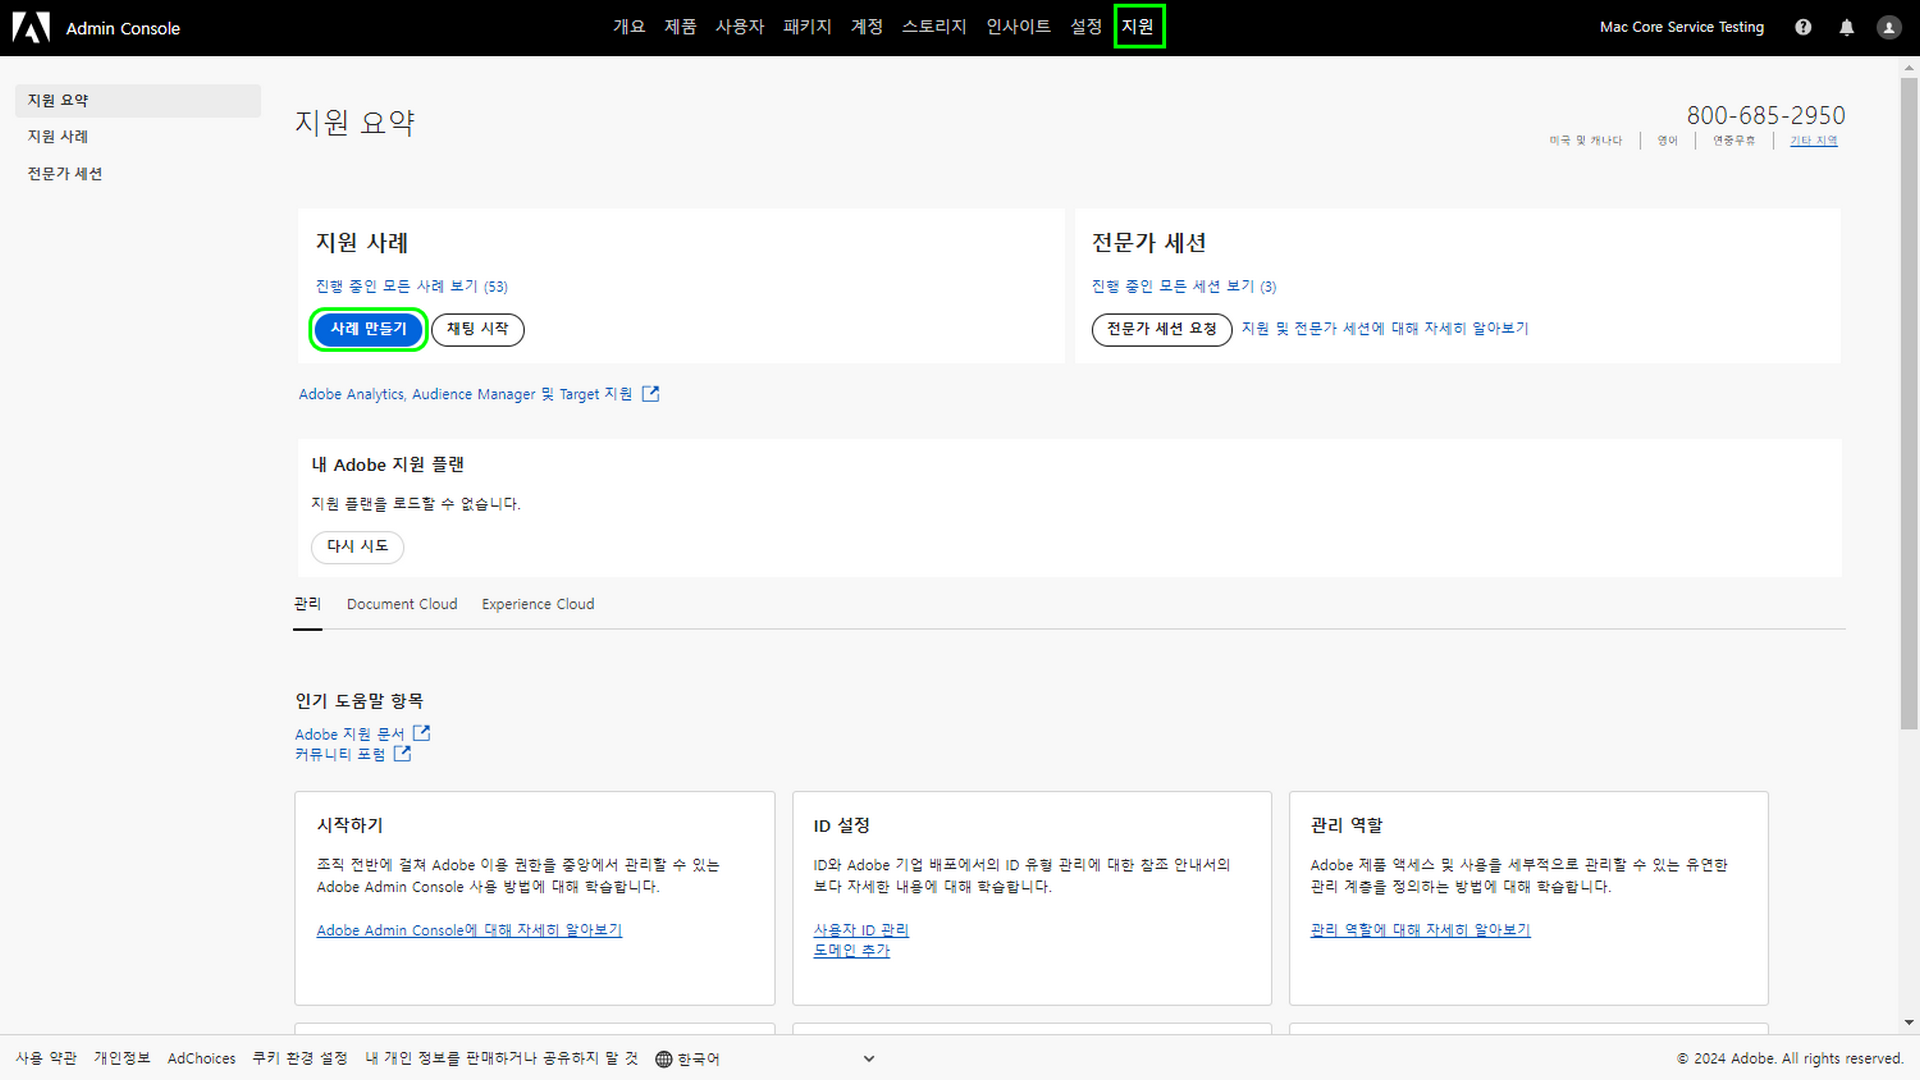 Admin Console
개요 제품 사용자 패키지 계정 스토리지 인사이트 설정 지원
Mac Core Service Testing
지원 요약
지원 사례
전문가 세션
지원 요약
800-685-2950
미국 및 캐나다 | 영어 | 연중무휴 | 기타 지역
지원 사례
진행 중인 모든 사례 보기 (53)
사례 만들기 채팅 시작
전문가 세션
진행 중인 모든 세션 보기 (3)
전문가 세션 요청 지원 및 전문가 세션에 대해 자세히 알아보기
Adobe Analytics, Audience Manager 및 Target 지원
내 Adobe 지원 플랜
지원 플랜을 로드할 수 없습니다.
다시 시도
관리 Document Cloud Experience Cloud
인기 도움말 항목
Adobe 지원 문서
커뮤니티 포럼
시작하기
조직 전반에 걸쳐 Adobe 이용 권한을 중앙에서 관리할 수 있는
Adobe Admin Console 사용 방법에 대해 학습합니다.
Adobe Admin Console에 대해 자세히 알아보기
ID 설정
ID와 Adobe 기업 배포에서의 ID 유형 관리에 대한 참조 안내서의
보다 자세한 내용에 대해 학습합니다.
사용자 ID 관리
도메인 추가
관리 역할
Adobe 제품 액세스 및 사용을 세부적으로 관리할 수 있는 유연한
관리 계층을 정의하는 방법에 대해 학습합니다.
관리 역할에 대해 자세히 알아보기
사용 약관 개인정보 AdChoices 쿠키 환경 설정 내 개인 정보를 판매하거나 공유하지 말 것 한국어
© 2024 Adobe. All rights reserved.